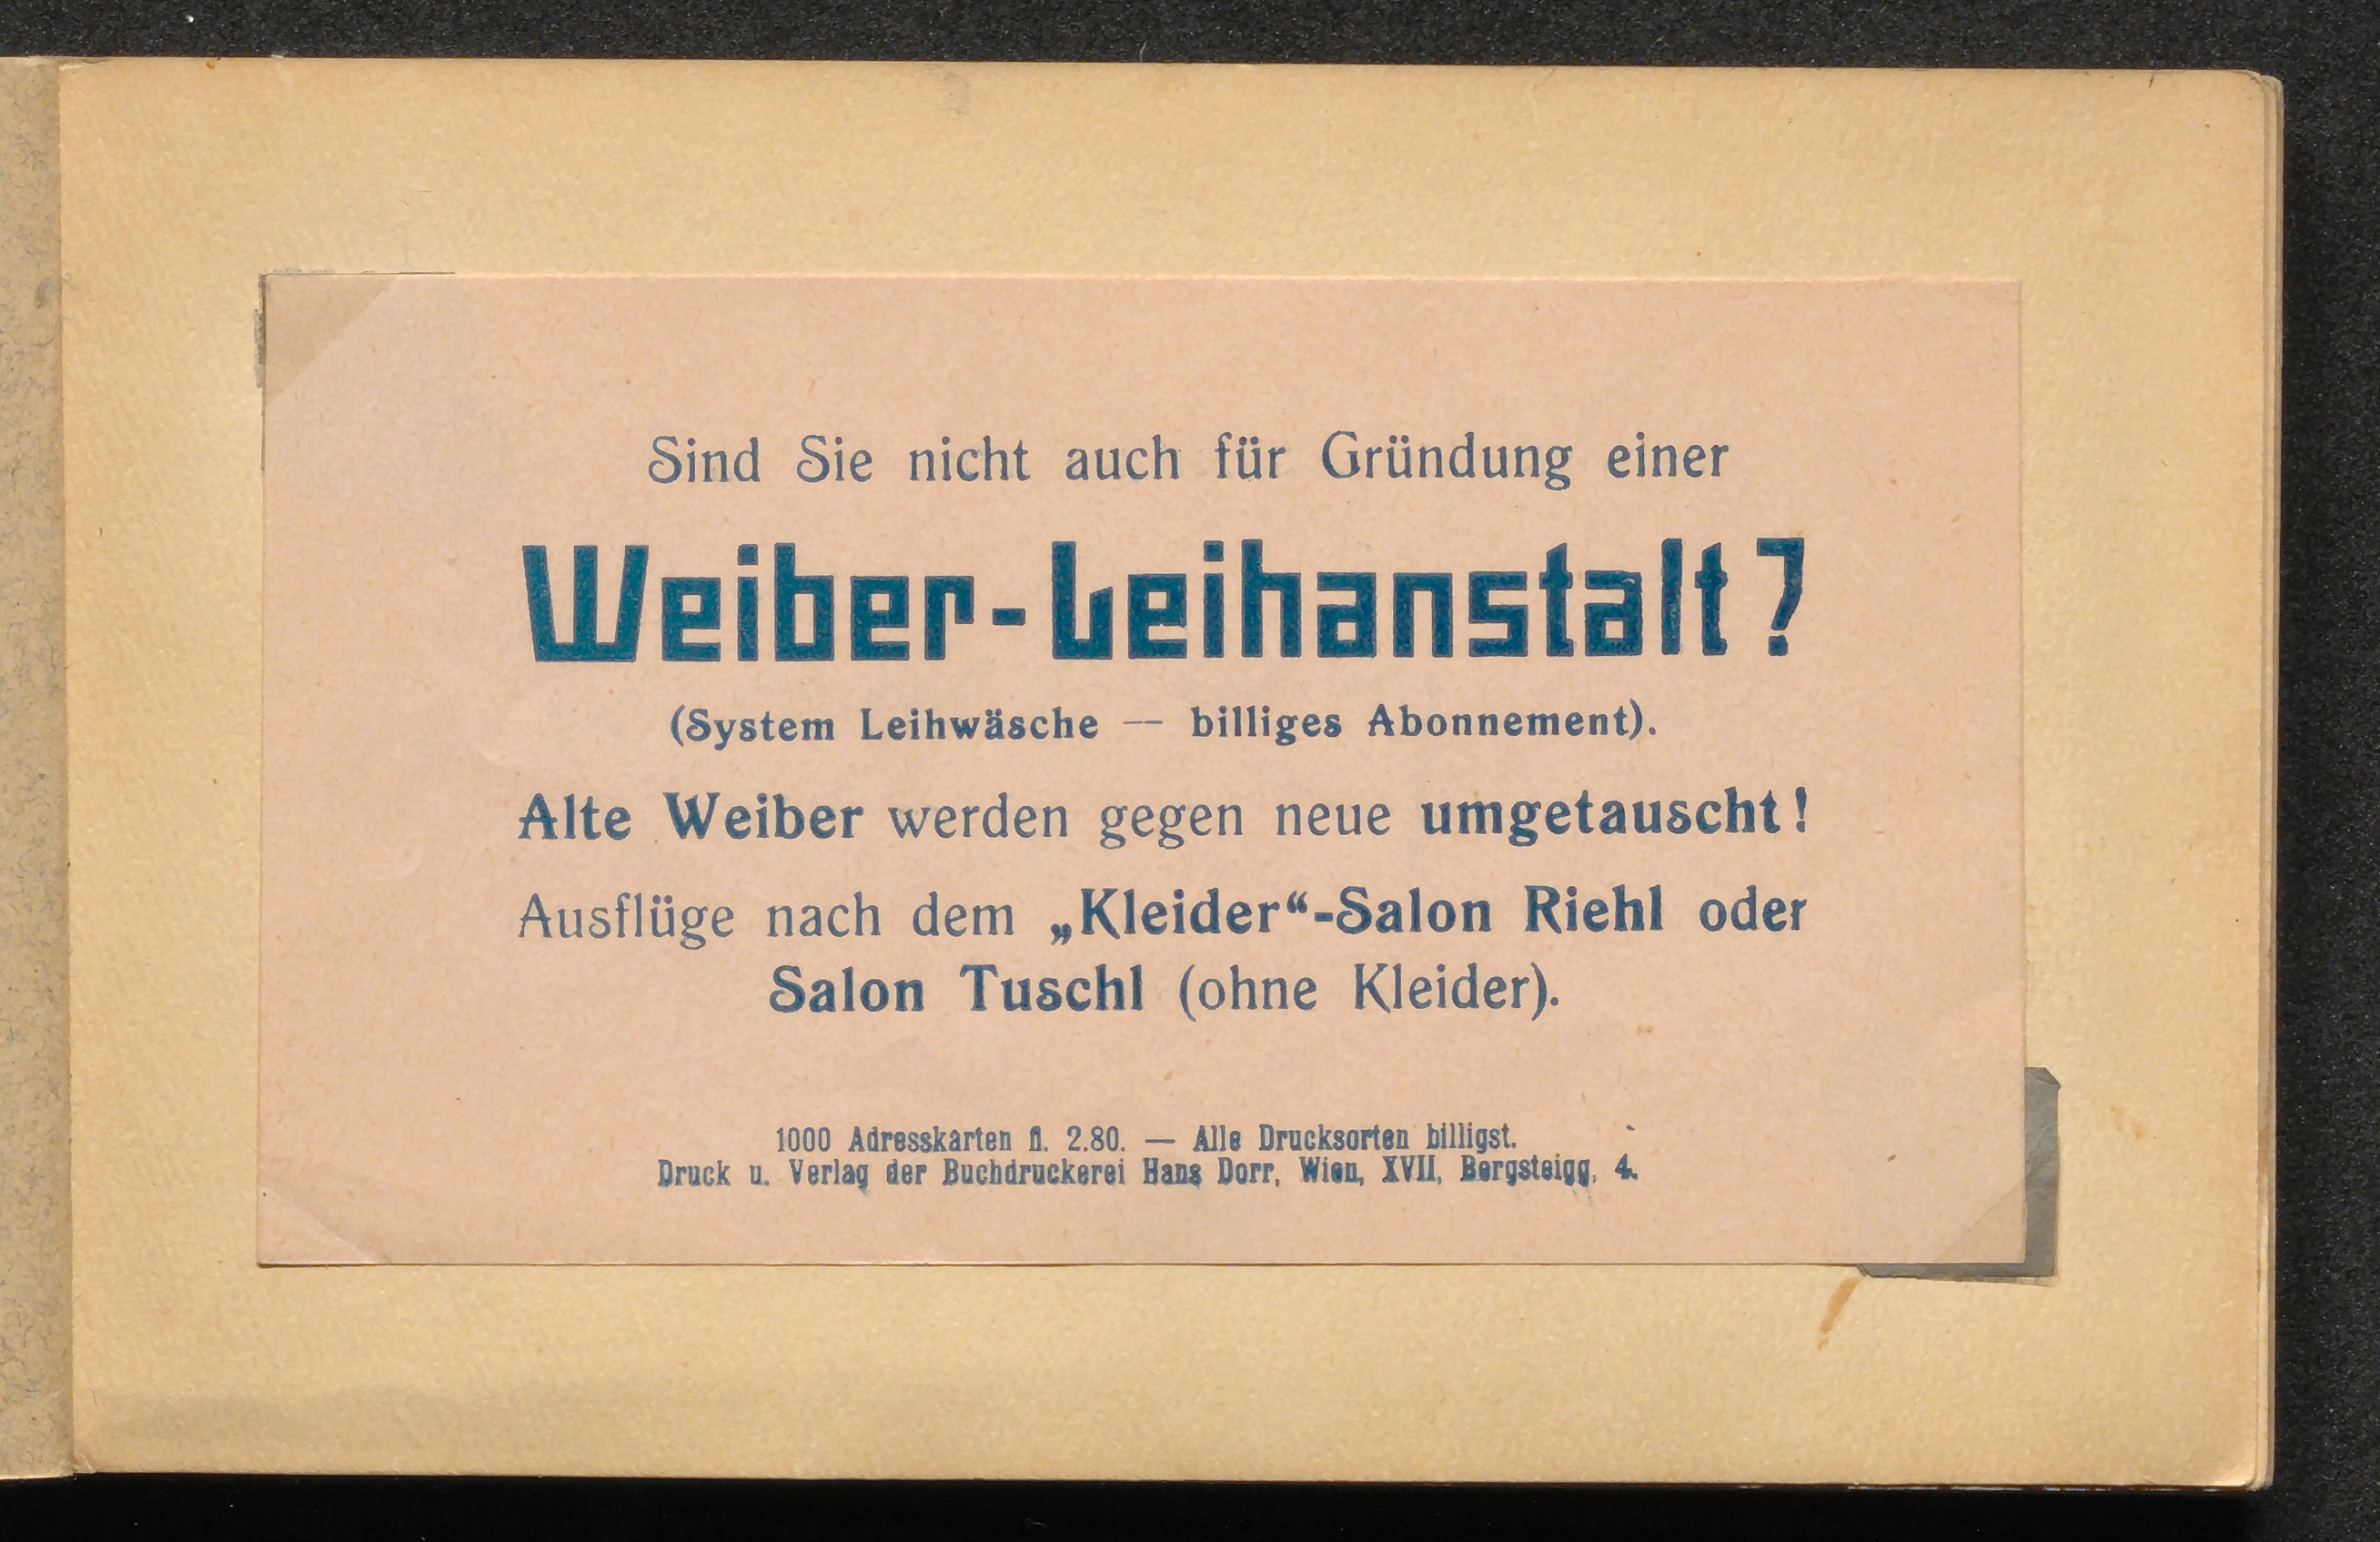 Sind Sie nicht auch für Gründung einer
Weiber-Leihanstalt?
(System Leihwäsche — billiges Abonnement).
Alte Weiber werden gegen neue umgetauscht!
Ausflüge nach dem „Kleider“-Salon Riehl oder
Salon Tuschl (ohne Kleider).
1000 Adresskarten fl. 2.80. — Alle Drucksorten billigst.
Druck u. Verlag der Buchdruckerei Hans Dorr, Wien, XVII, Bergsteigg. 4.